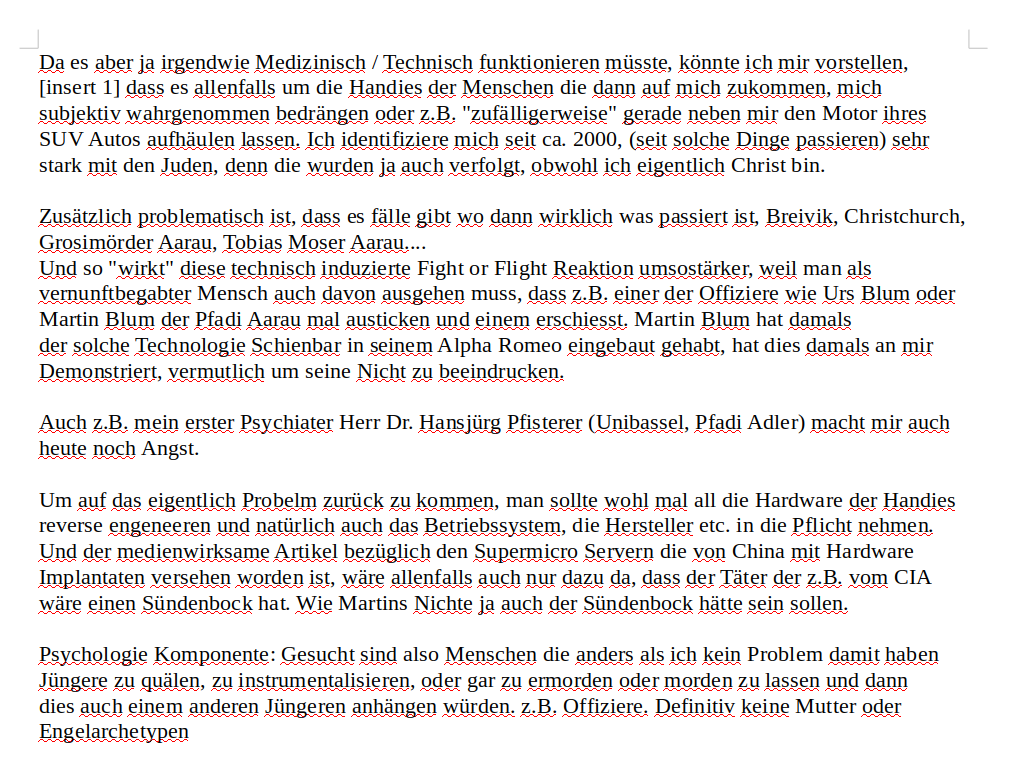 Da es aber ja irgendwie Medizinisch / Technisch funktionieren müsste, könnte ich mir vorstellen,
[insert 1] dass es allenfalls um die Handies der Menschen die dann auf mich zukommen, mich
subjektiv wahrgenommen bedrängen oder z.B. "zufälligerweise" gerade neben mir den Motor ihres
SUV Autos aufhäulen lassen. Ich identifiziere mich seit ca. 2000, (seit solche Dinge passieren) sehr
stark mit den Juden, denn die wurden ja auch verfolgt, obwohl ich eigentlich Christ bin.
Zusätzlich problematisch ist, dass es fälle gibt wo dann wirklich was passiert ist, Breivik, Christchurch,
Grosimörder Aarau, Tobias Moser Aarau....
Und so "wirkt" diese technisch induzierte Fight or Flight Reaktion umsostärker, weil man als
vernunftbegabter Mensch auch davon ausgehen muss, dass z.B. einer der Offiziere wie Urs Blum oder
Martin Blum der Pfadi Aarau mal austicken und einem erschiesst. Martin Blum hat damals
der solche Technologie Schienbar in seinem Alpha Romeo eingebaut gehabt, hat dies damals an mir
Demonstriert, vermutlich um seine Nicht zu beeindrucken.
Auch z.B. mein erster Psychiater Herr Dr. Hansjürg Pfisterer (Unibassel, Pfadi Adler) macht mir auch
heute noch Angst.
Um auf das eigentlich Probelm zurück zu kommen, man sollte wohl mal all die Hardware der Handies
reverse engeneeren und natürlich auch das Betriebssystem, die Hersteller etc. in die Pflicht nehmen.
Und der medienwirksame Artikel bezüglich den Supermicro Servern die von China mit Hardware
Implantaten versehen worden ist, wäre allenfalls auch nur dazu da, dass der Täter der z.B. vom CIA
wäre einen Sündenbock hat. Wie Martins Nichte ja auch der Sündenbock hätte sein sollen.
Psychologie Komponente: Gesucht sind also Menschen die anders als ich kein Problem damit haben
Jüngere zu quälen, zu instrumentalisieren, oder gar zu ermorden oder morden zu lassen und dann
dies auch einem anderen Jüngeren anhängen würden. z.B. Offiziere. Definitiv keine Mutter oder
Engelarchetypen